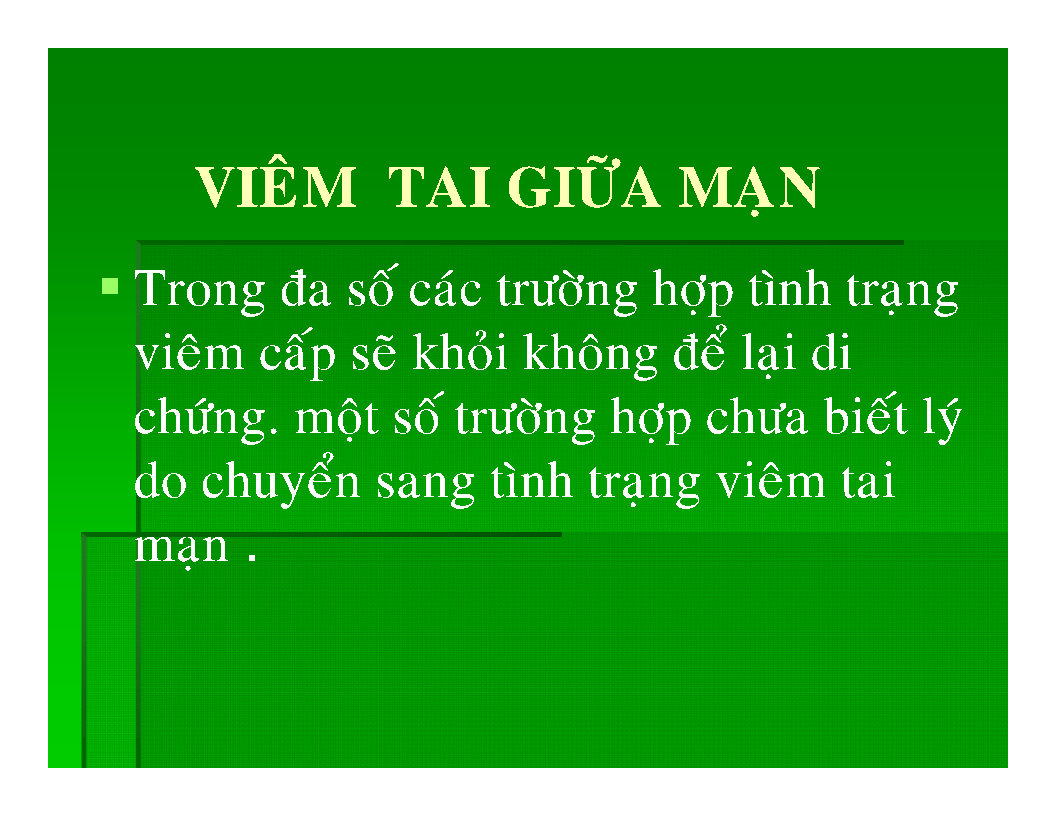 VIÊM TAI GIỮA MẠN
Trong đa số các trường hợp tình trạng
viêm cấp sẽ khỏi không để lại di
chứng. một số trường hợp chưa biết lý
do chuyển sang tình trạng viêm tai
mạn .